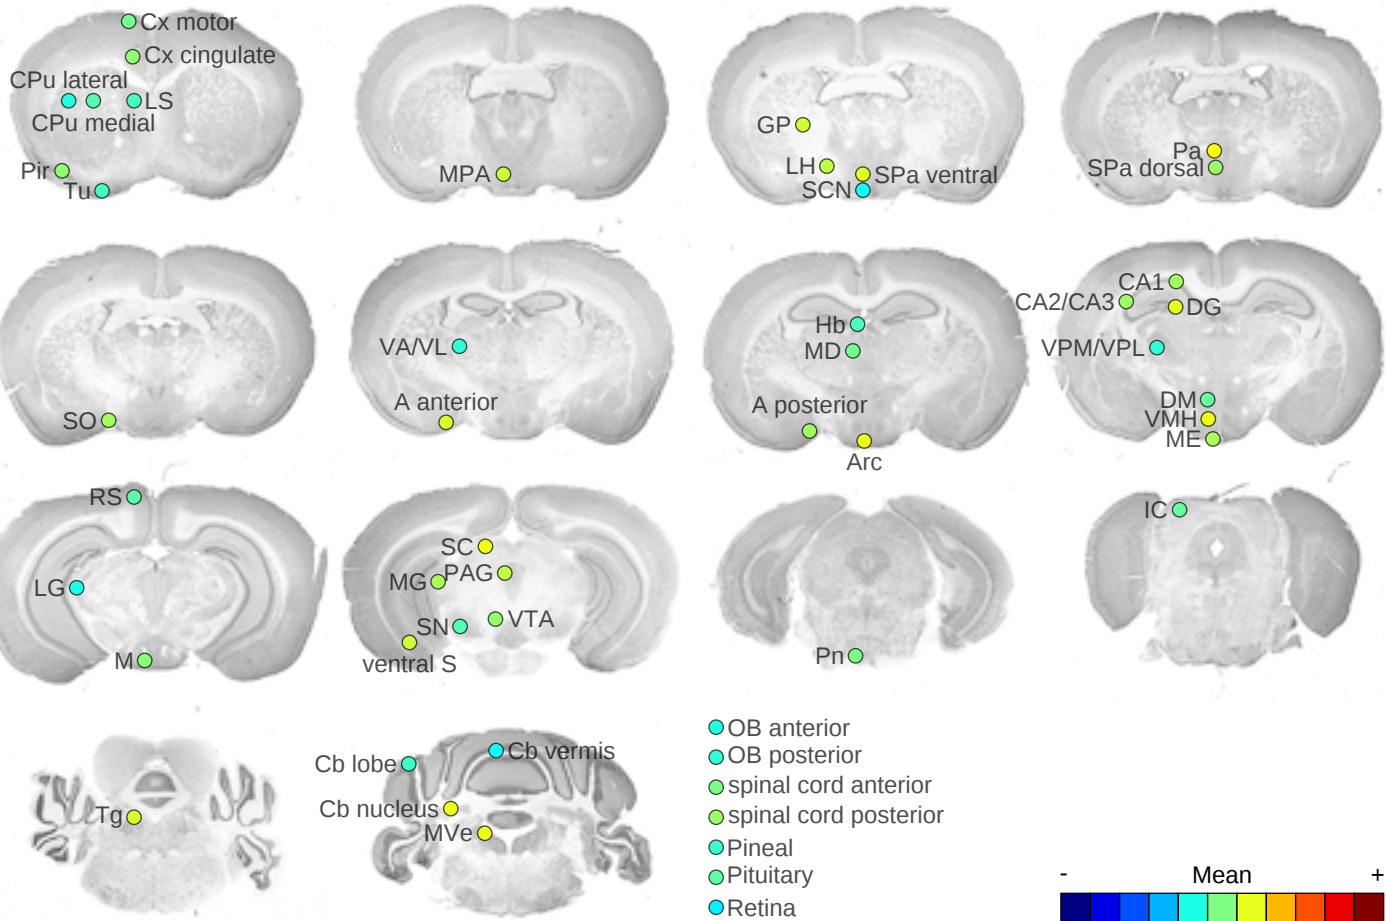 Cx motor
Cx cingulate
CPu lateral
LS
CPu medial
Pir
Tu
MPA
GP
LH
SPa ventral
SCN
Pa
SPa dorsal
SO
VA/VL
A anterior
Hb
MD
A posterior
Arc
CA1
CA2/CA3
DG
VPM/VPL
DM
VMH
ME
RS
LG
M
SC
MG
PAG
SN
VTA
ventral S
Pn
IC
Tg
Cb lobe
Cb vermis
Cb nucleus
MVe
OB anterior
OB posterior
spinal cord anterior
spinal cord posterior
Pineal
Pituitary
Retina
- Mean +